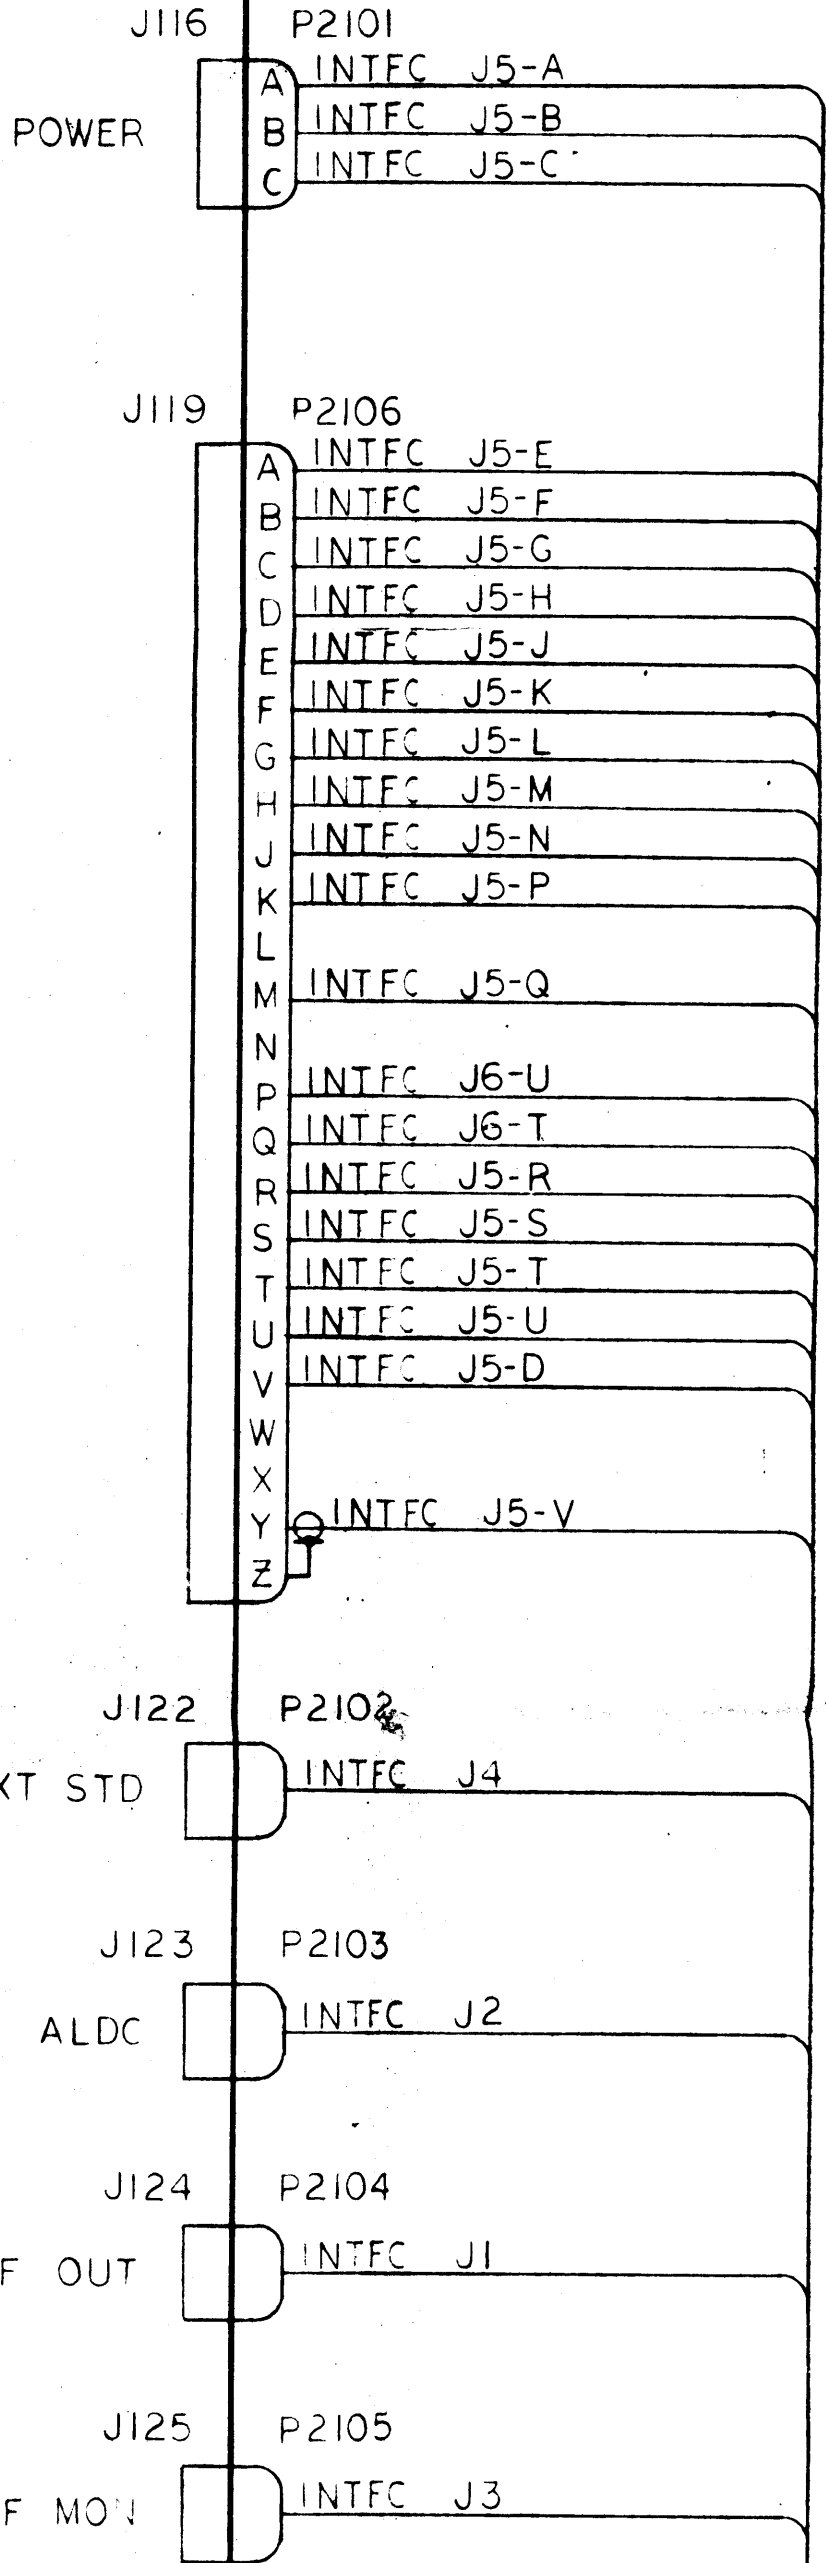 J116 P2101
A INTFC J5-A
POWER B INTFC J5-B
C INTFC J5-C
J119 P2106
A INTFC J5-E
B INTFC J5-F
C INTFC J5-G
D INTFC J5-H
E INTFC J5-J
F INTFC J5-K
G INTFC J5-L
H INTFC J5-M
J INTFC J5-N
K INTFC J5-P
L
M INTFC J5-Q
N
P INTFC J6-U
Q INTFC J6-T
R INTFC J5-R
S INTFC J5-S
T INTFC J5-T
U INTFC J5-U
V INTFC J5-D
W
X
Y INTFC J5-V
Z
J122 P2102
XT STD INTFC J4
J123 P2103
ALDC INTFC J2
J124 P2104
F OUT INTFC J1
J125 P2105
F MON INTFC J3